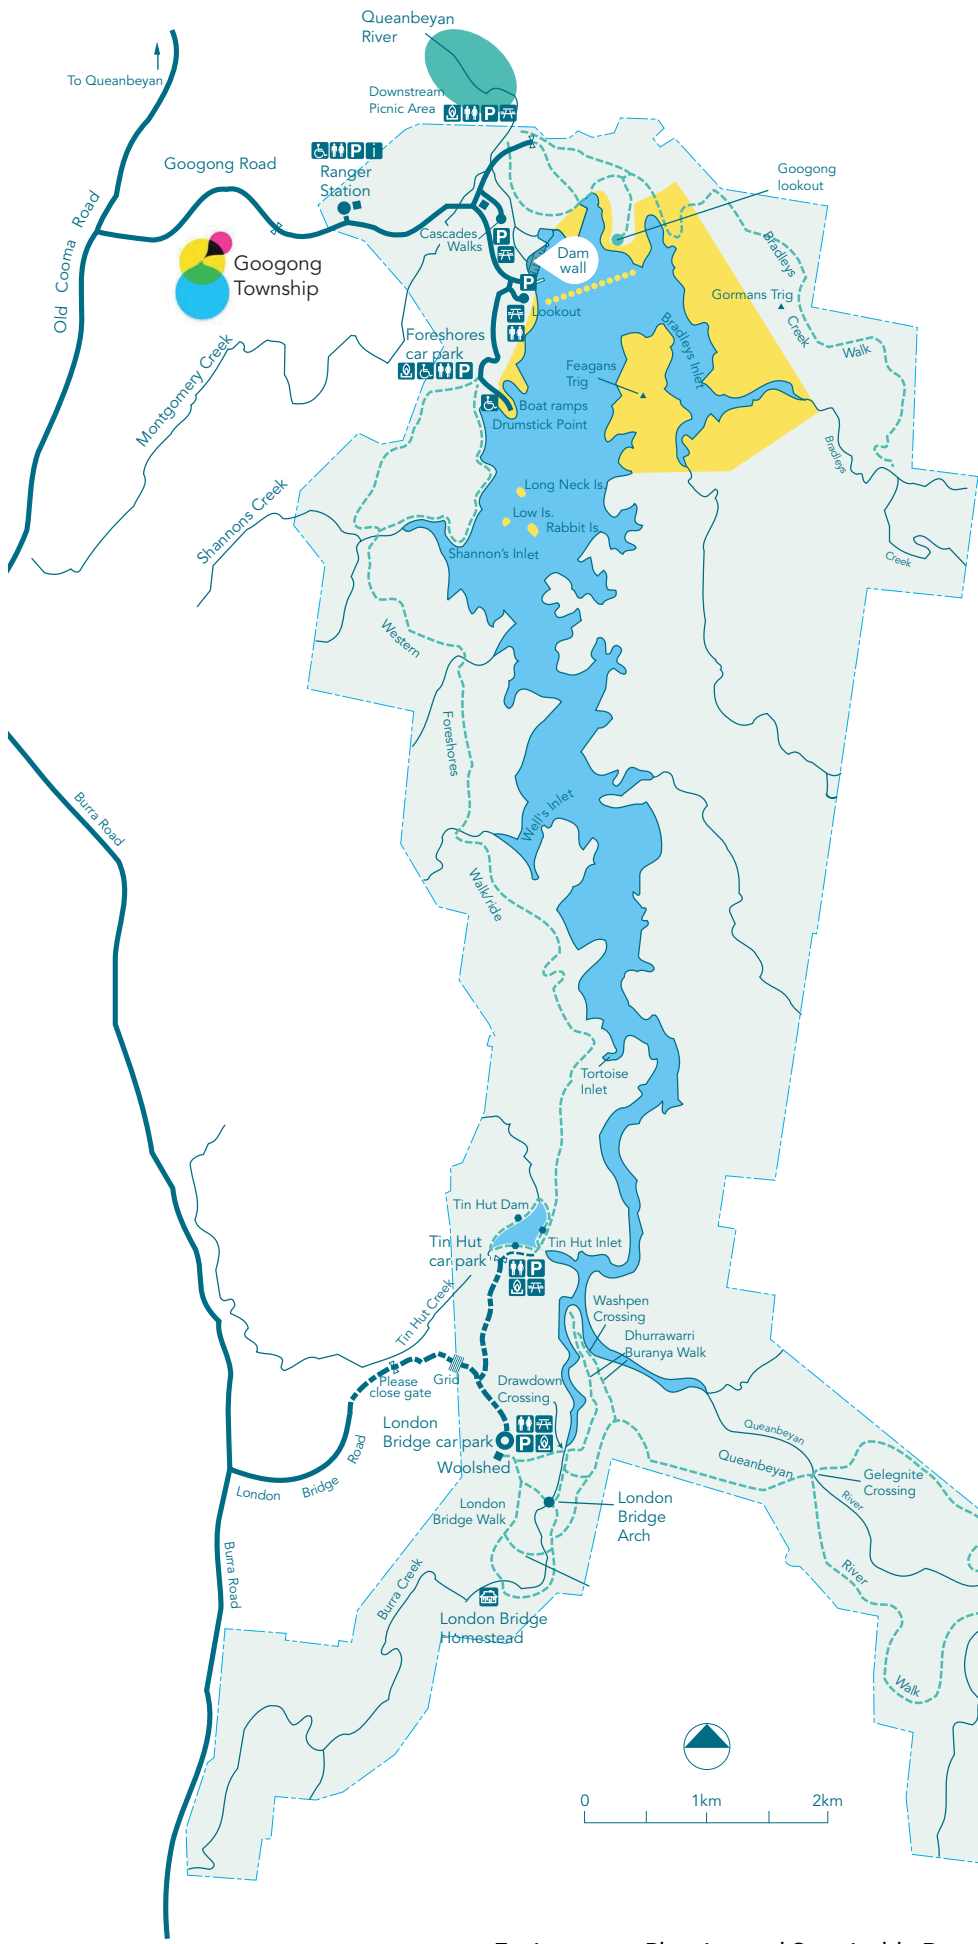 Queanbeyan
River
To Queanbeyan
Downstream
Picnic Area
P
Googong Road
P i
Ranger
Station
Googong
lookout
Old Cooma Road
Cascades
Walks
P
Dam
wall
Bradleys
Creek
Walk
Googong
Township
P
Gormans Trig
Lookout
Bradleys Inlet
Montgomery Creek
Foreshores
car park
P
Feagans
Trig
Boat ramps
Drumstick Point
Bradleys
Creek
Shannons Creek
Long Neck Is.
Low Is.
Rabbit Is.
Shannon's Inlet
Western
Foreshores
Walk/ride
Burra Road
Well's Inlet
Tortoise
Inlet
Tin Hut Dam
Tin Hut
car park
Tin Hut Inlet
P
Tin Hut Creek
Washpen
Crossing
Dhurrawarri
Buranya Walk
Please
close gate
Grid
Drawdown
Crossing
London
Bridge car park
P
Woolshed
London Bridge Road
Queanbeyan
River
Queanbeyan
River
Walk
Gelegnite
Crossing
London
Bridge Walk
London
Bridge
Arch
Burra Road
Burra Creek
London Bridge
Homestead
0 1km 2km